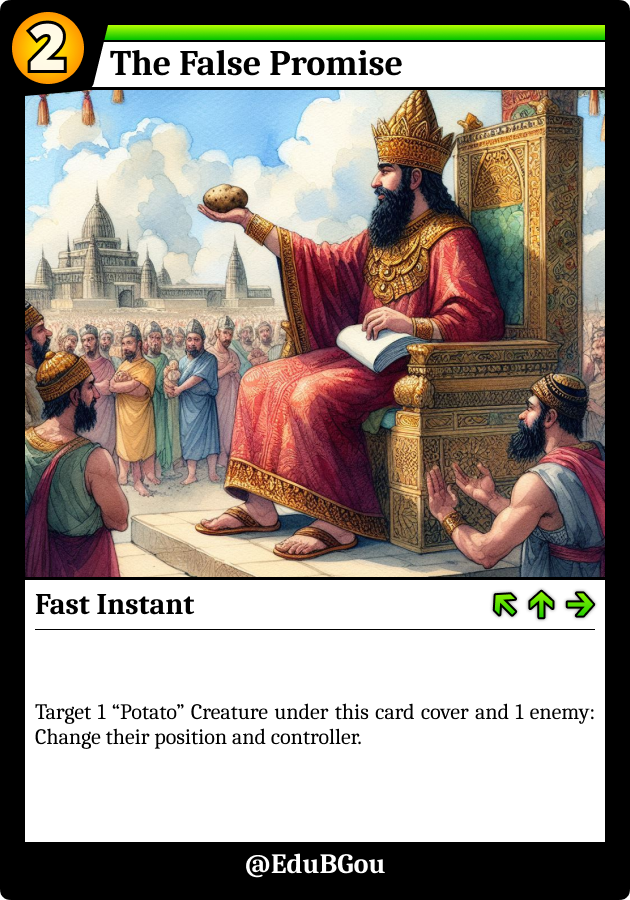 2
The False Promise
Fast Instant
Target 1 “Potato” Creature under this card cover and 1 enemy:
Change their position and controller.
@EduBGou